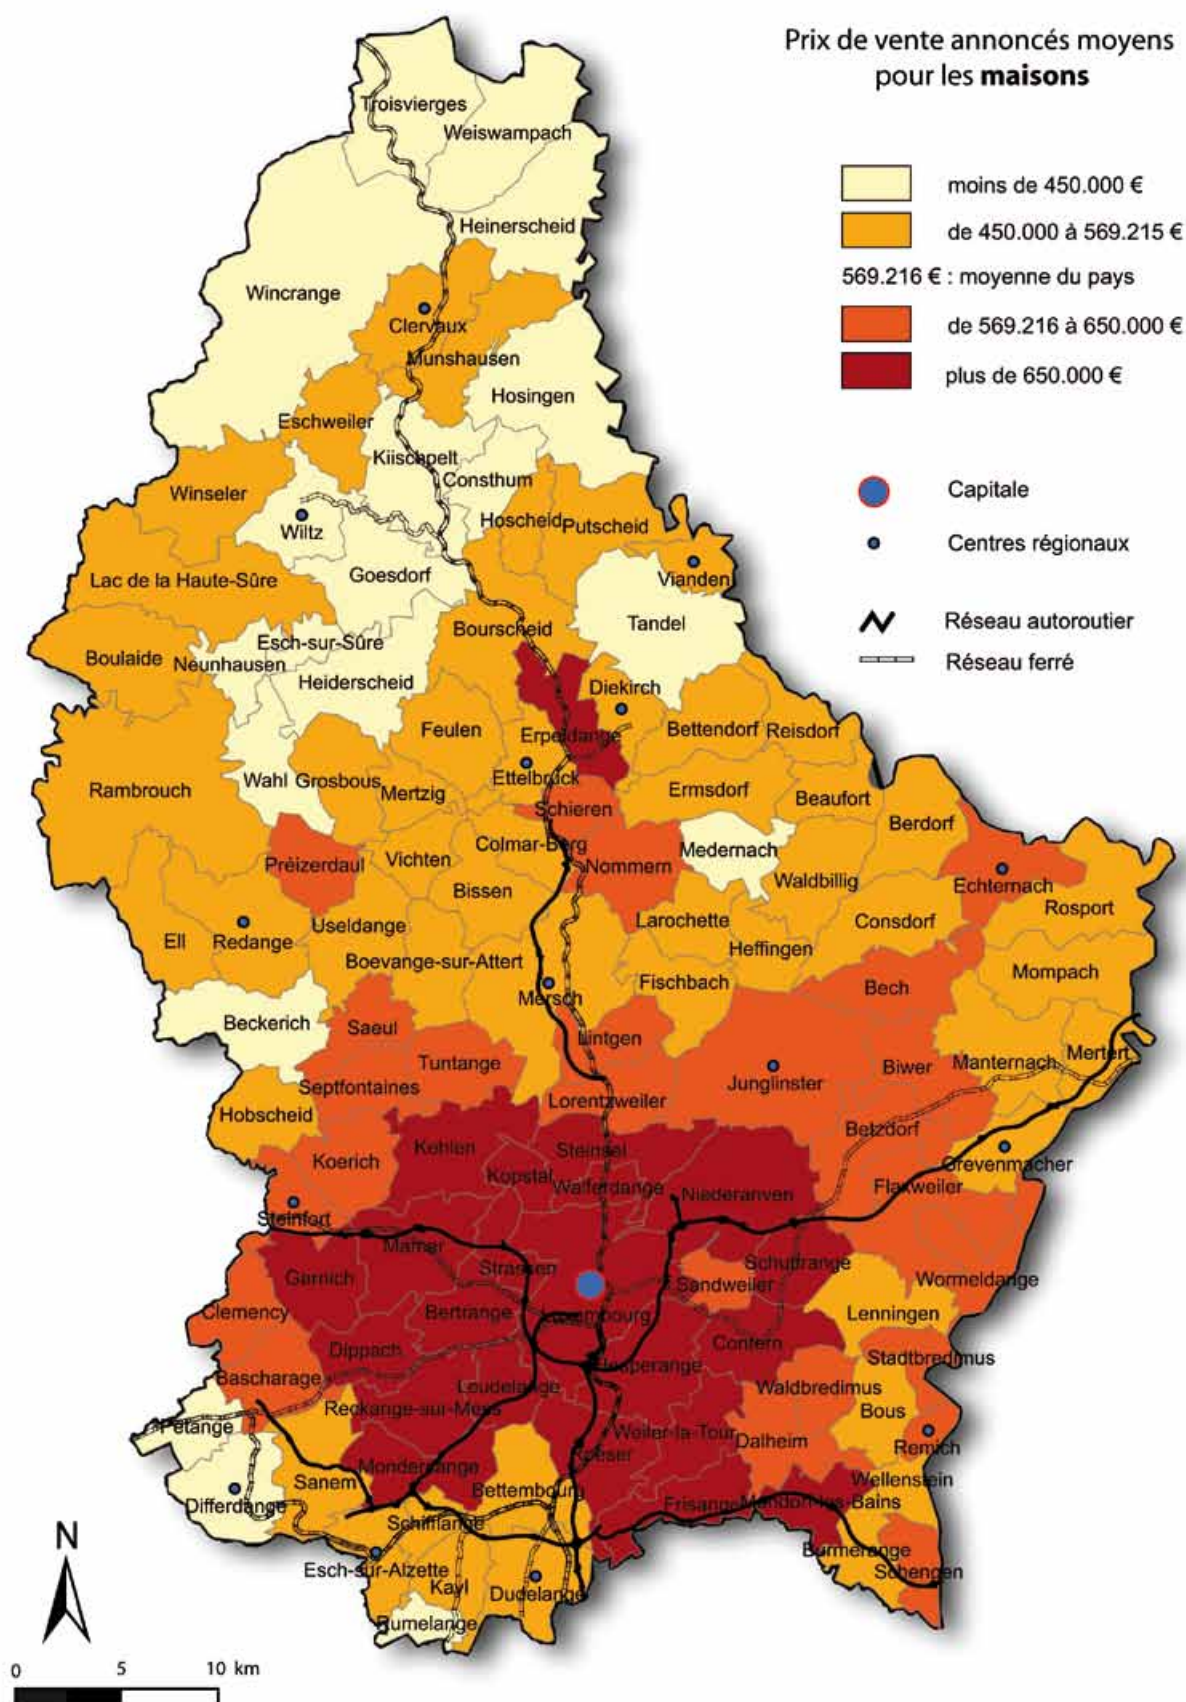 Prix de vente annoncés moyens
pour les maisons
moins de 450.000 €
de 450.000 à 569.215 €
569.216 € : moyenne du pays
de 569.216 à 650.000 €
plus de 650.000 €
Capitale
Centres régionaux
Réseau autoroutier
Réseau ferré
Troisvierges
Weiswampach
Heinerscheid
Wincrange
Clervaux
Munshausen
Hosingen
Eschweiler
Kiischpelt
Consthum
Winseler
Wiltz
Hoscheid
Putscheid
Goesdorf
Lac de la Haute-Sûre
Vianden
Tandel
Bourscheid
Esch-sur-Sûre
Boulaide
Neunhausen
Heiderscheid
Diekirch
Feulen
Erpeldange
Bettendorf
Reisdorf
Ettelbrück
Rambrouch
Wahl
Grosbous
Mertzig
Ermsdorf
Beaufort
Schieren
Berdorf
Colmar-Berg
Préizerdaul
Vichten
Nommern
Medernach
Bissen
Waldbillig
Echternach
Rosport
Useldange
Larochette
Consdorf
Ell
Redange
Heffingen
Boevange-sur-Attert
Fischbach
Mompach
Mersch
Bech
Beckerich
Saeul
Lintgen
Tuntange
Septfontaines
Junglinster
Biwer
Manternach
Mertert
Hobscheid
Lorentzweiler
Betzdorf
Kehlen
Steinsel
Koerich
Kopstal
Walferdange
Niederanven
Grevenmacher
Flaxweiler
Steinfort
Mamer
Strassen
Schuttrange
Garnich
Sandweiler
Wormeldange
Clemency
Bertrange
Luxembourg
Lenningen
Dippach
Contern
Hesperange
Stadtbredimus
Bascharage
Leudelange
Waldbredimus
Reckange-sur-Mess
Bous
Pétange
Weiler-la-Tour
Dalheim
Remich
Roeser
Mondercange
Sanem
Bettembourg
Wellenstein
Differdange
Frisange
Mondorf-les-Bains
Schifflange
Burmerange
Esch-sur-Alzette
Schengen
Kayl
Dudelange
Rumelange
N
0 5 10 km